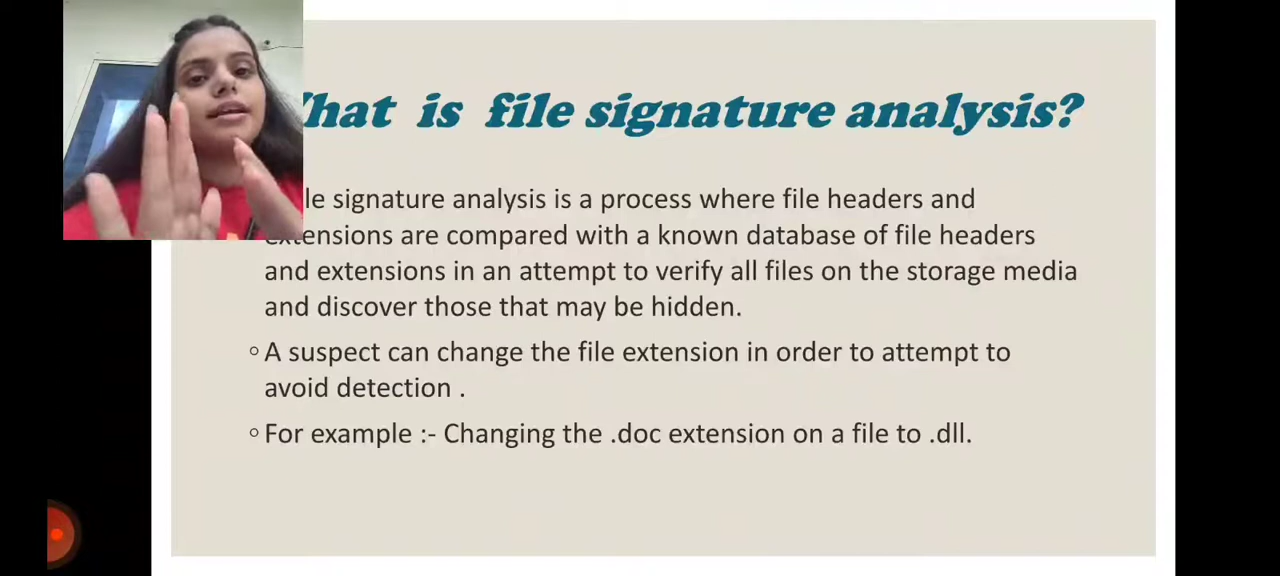 hat is file signature analysis?
le signature analysis is a process where file headers and
extensions are compared with a known database of file headers
and extensions in an attempt to verify all files on the storage media
and discover those that may be hidden.
◦ A suspect can change the file extension in order to attempt to
avoid detection .
◦ For example :- Changing the .doc extension on a file to .dll.